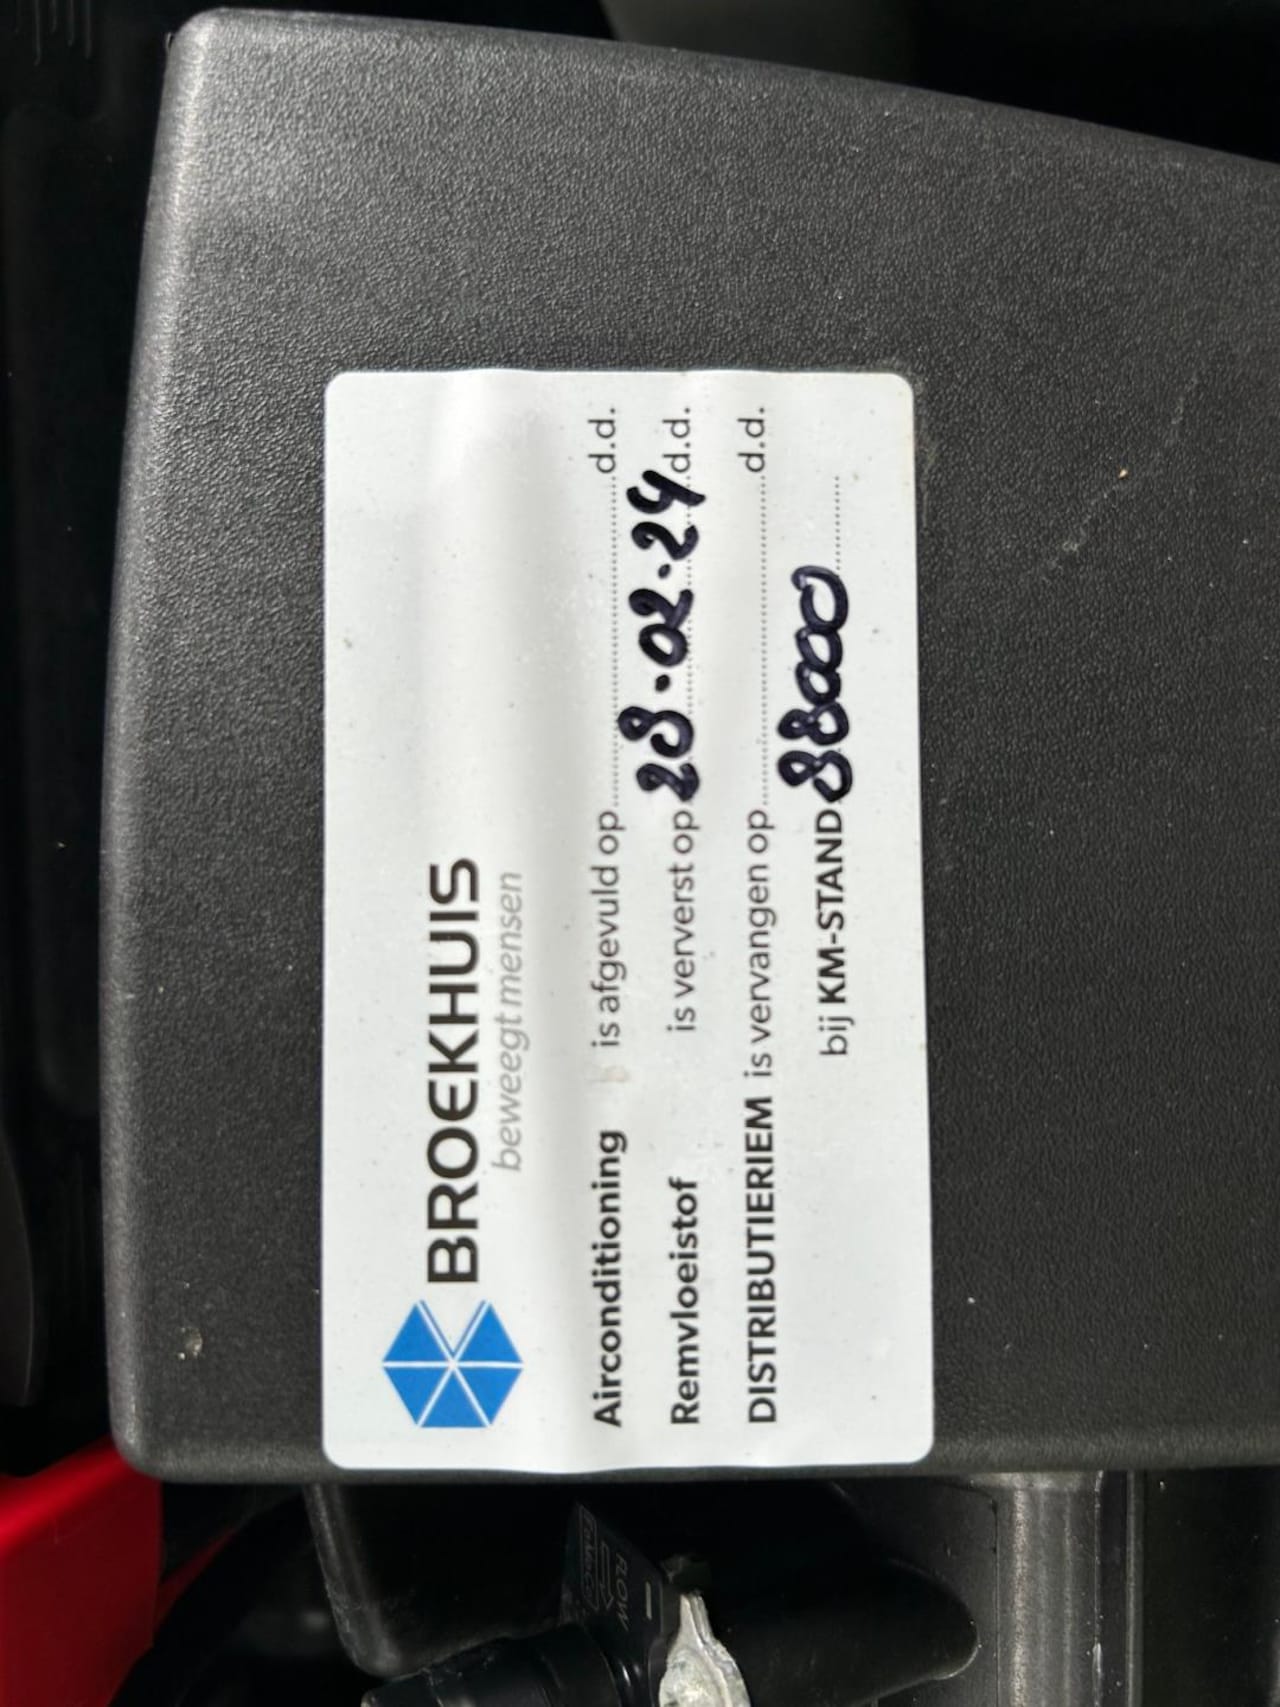 BROEKHUIS
beweegt mensen
Airconditioning is afgevuld op....................d.d.
Remvloeistof is ververst op 28.02.24 d.d.
DISTRIBUTIERIEM is vervangen op....................d.d.
bij KM-STAND 88000..........
FLOW